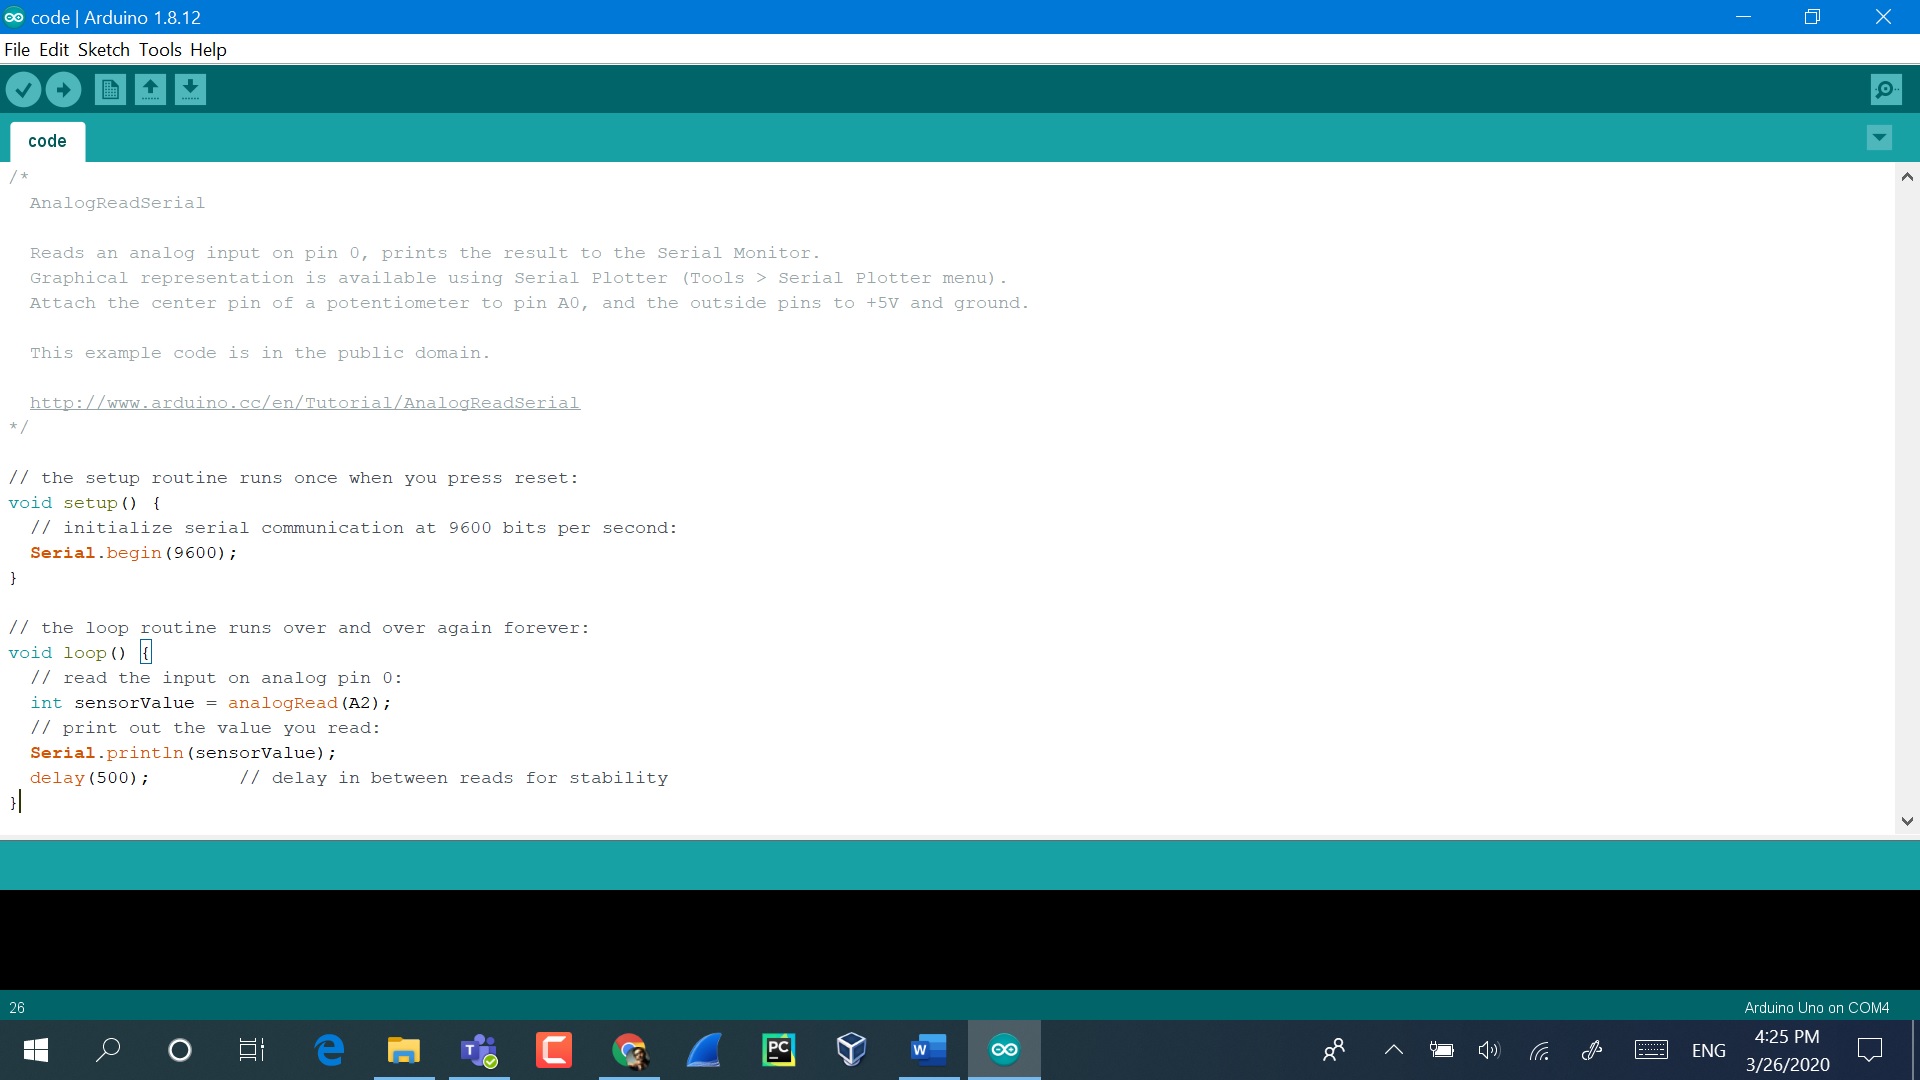 code | Arduino 1.8.12
File Edit Sketch Tools Help
code
/*
AnalogReadSerial
Reads an analog input on pin 0, prints the result to the Serial Monitor.
Graphical representation is available using Serial Plotter (Tools > Serial Plotter menu).
Attach the center pin of a potentiometer to pin A0, and the outside pins to +5V and ground.
This example code is in the public domain.
http://www.arduino.cc/en/Tutorial/AnalogReadSerial
*/
// the setup routine runs once when you press reset:
void setup() {
// initialize serial communication at 9600 bits per second:
Serial.begin(9600);
}
// the loop routine runs over and over again forever:
void loop() {
// read the input on analog pin 0:
int sensorValue = analogRead(A2);
// print out the value you read:
Serial.println(sensorValue);
delay(500); // delay in between reads for stability
}
26
Arduino Uno on COM4
T
PC
W
ENG
4:25 PM
3/26/2020